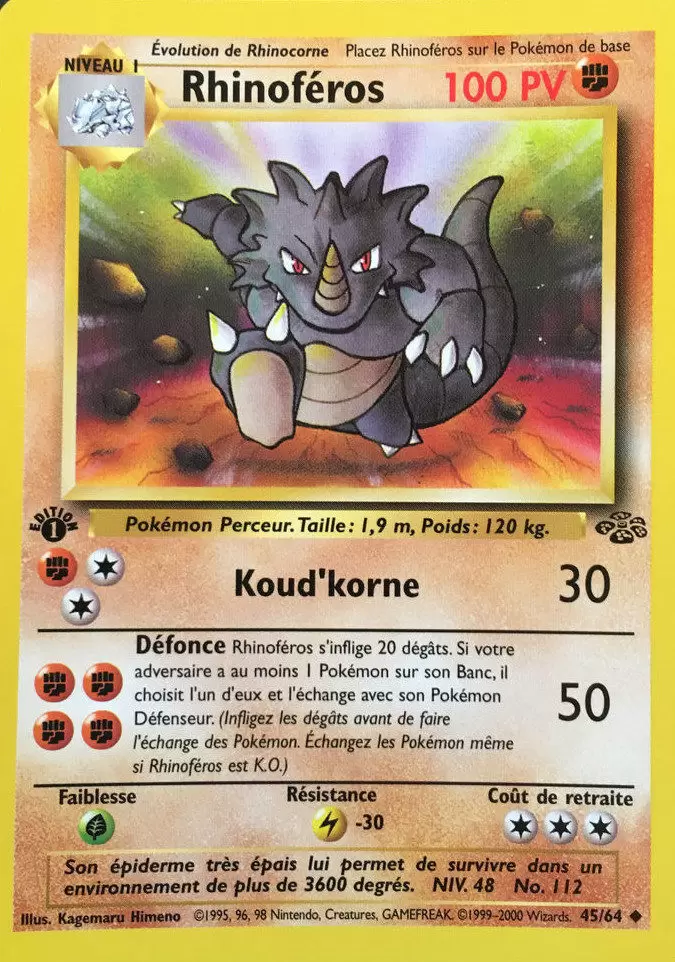 Évolution de Rhinocorne Placez Rhinoféros sur le Pokémon de base
NIVEAU 1
Rhinoféros 100 PV
EDITION 1
Pokémon Perceur. Taille: 1,9 m, Poids: 120 kg.
Koud'korne 30
Défonce Rhinoféros s'inflige 20 dégâts. Si votre
adversaire a au moins 1 Pokémon sur son Banc, il
choisit l'un d'eux et l'échange avec son Pokémon
Défenseur. (Infligez les dégâts avant de faire
l'échange des Pokémon. Échangez les Pokémon même
si Rhinoféros est K.O.)
50
Faiblesse Résistance Coût de retraite
-30
Son épiderme très épais lui permet de survivre dans un
environnement de plus de 3600 degrés. NIV. 48 No. 112
Illus. Kagemaru Himeno ©1995, 96, 98 Nintendo, Creatures, GAMEFREAK. ©1999-2000 Wizards. 45/64